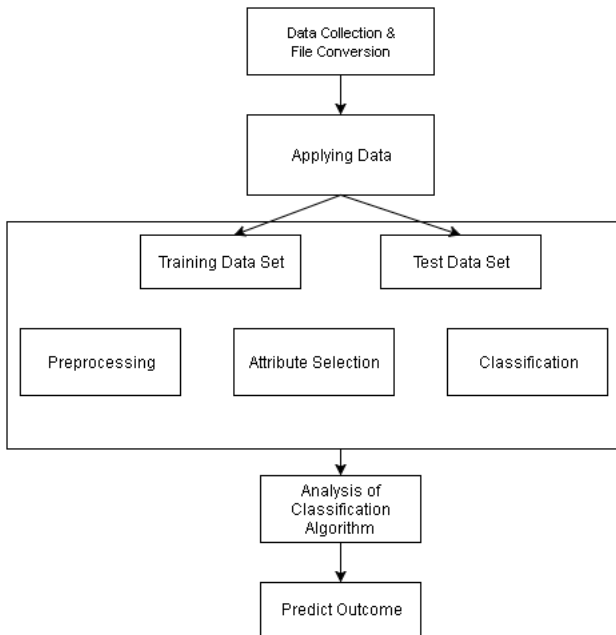 Data Collection &
File Conversion
Applying Data
Training Data Set
Test Data Set
Preprocessing
Attribute Selection
Classification
Analysis of
Classification
Algorithm
Predict Outcome